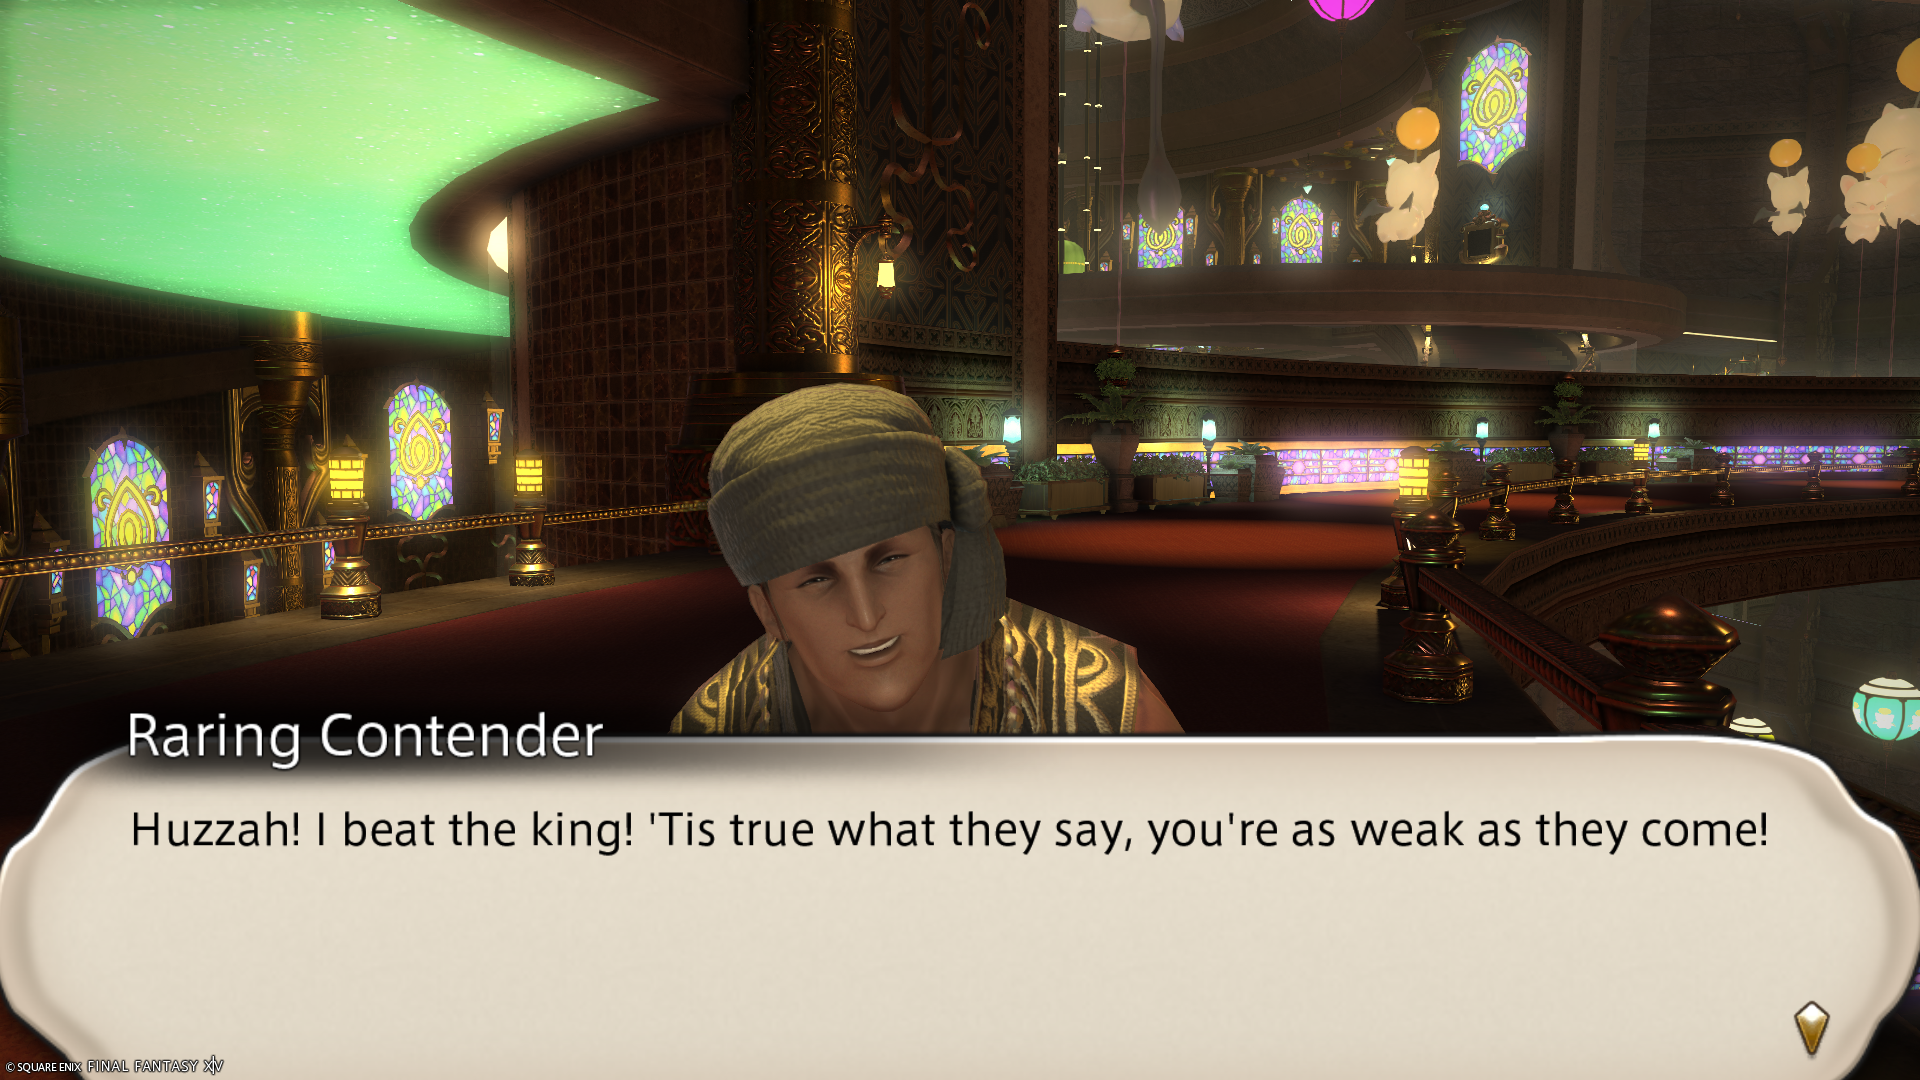 Raring Contender
Huzzah! I beat the king! 'Tis true what they say, you're as weak as they come!
© SQUARE ENIX FINAL FANTASY XIV